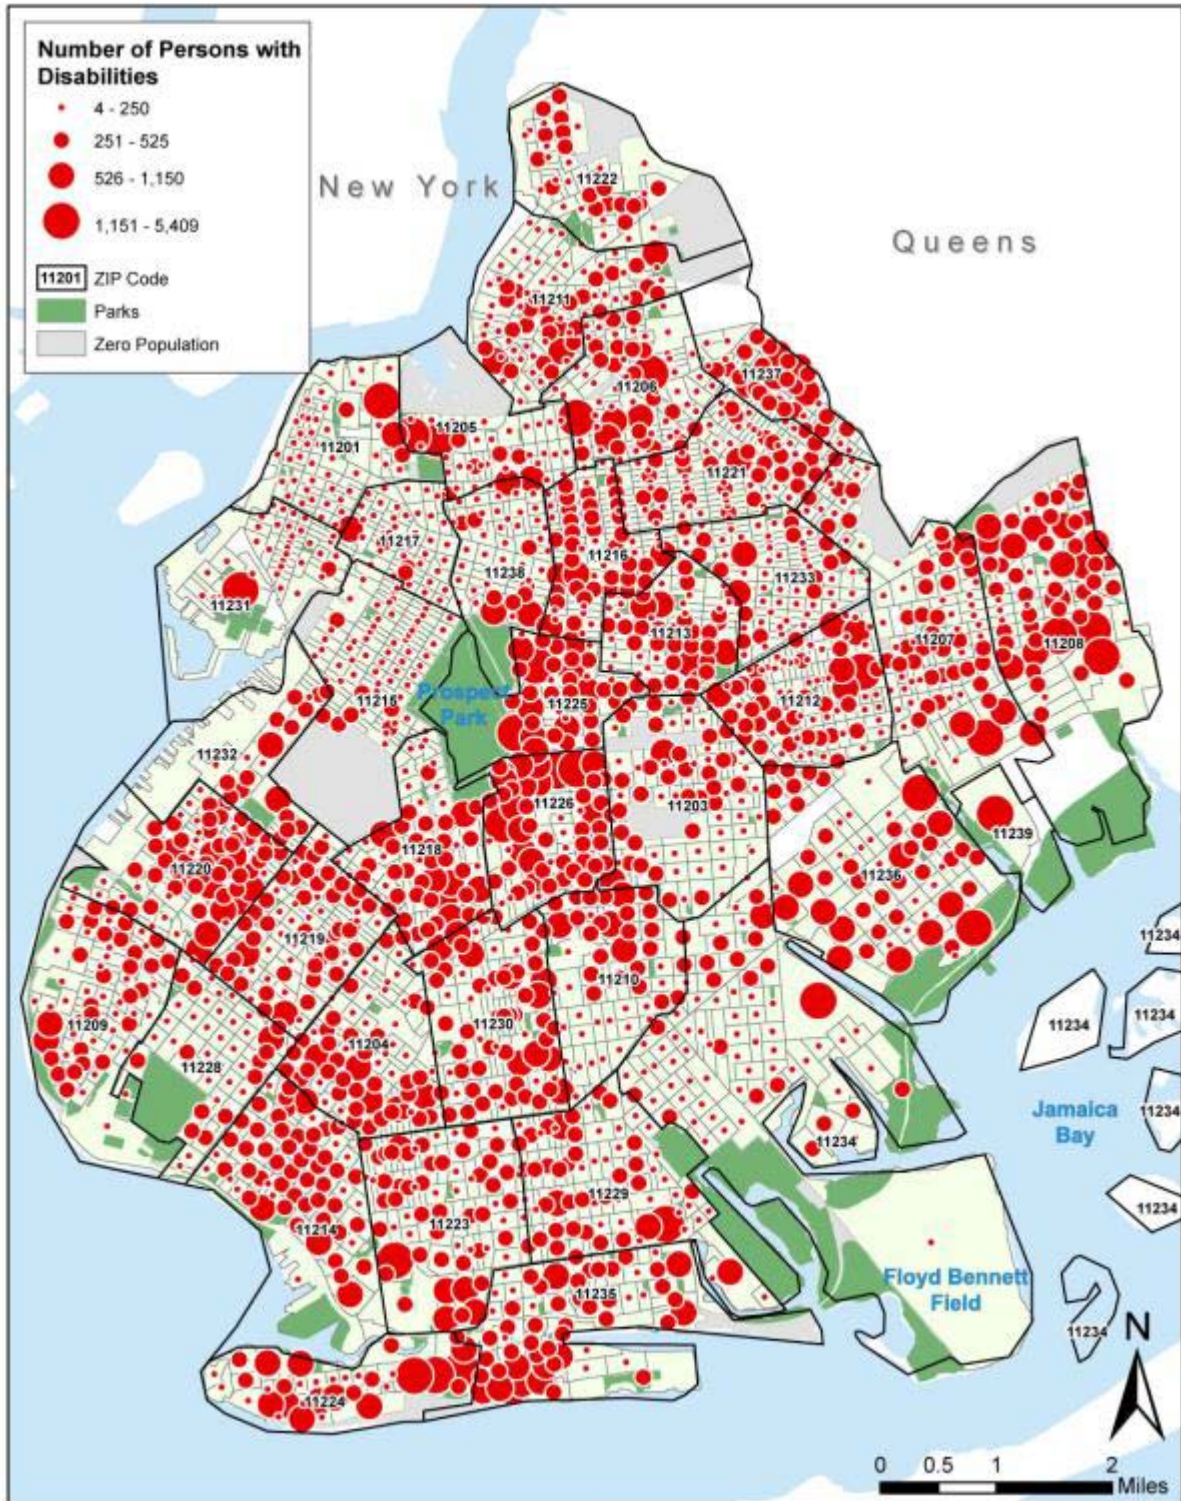 Number of Persons with
Disabilities
4 - 250
251 - 525
526 - 1,150
1,151 - 5,409
11201 ZIP Code
Parks
Zero Population
New York
Queens
11222
11211
11237
11206
11205
11201
11221
11217
11216
11238
11233
11231
11213
11207
11208
Prospect
Park
11215
11225
11212
11232
11226
11203
11239
11218
11220
11236
11219
11234
11210
11209
11230
11234
11234
11204
11228
Jamaica
Bay
11234
11234
11229
11234
11223
11214
Floyd Bennett
Field
11235
11234
N
11224
0 0.5 1 2
Miles